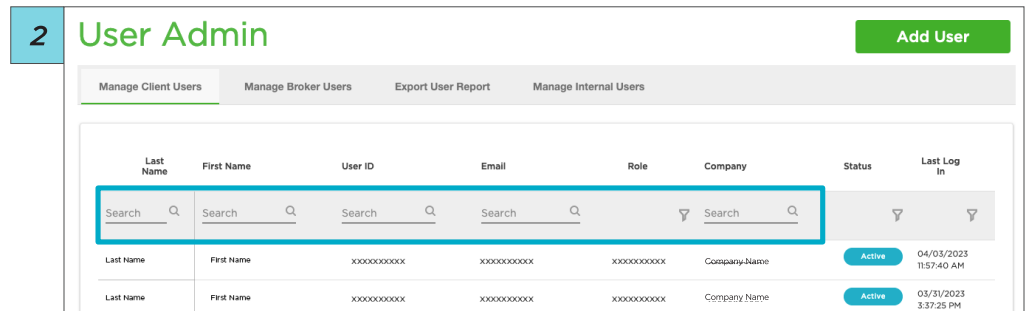 2
User Admin
Add User
Manage Client Users Manage Broker Users Export User Report Manage Internal Users
Last Name First Name User ID Email Role Company Status Last Log In
Search Search Search Search Search
Last Name First Name xxxxxxxxxx xxxxxxxxxx xxxxxxxxxx Company Name Active 04/03/2023 11:57:40 AM
Last Name First Name xxxxxxxxxx xxxxxxxxxx xxxxxxxxxx Company Name Active 03/31/2023 3:37:25 PM